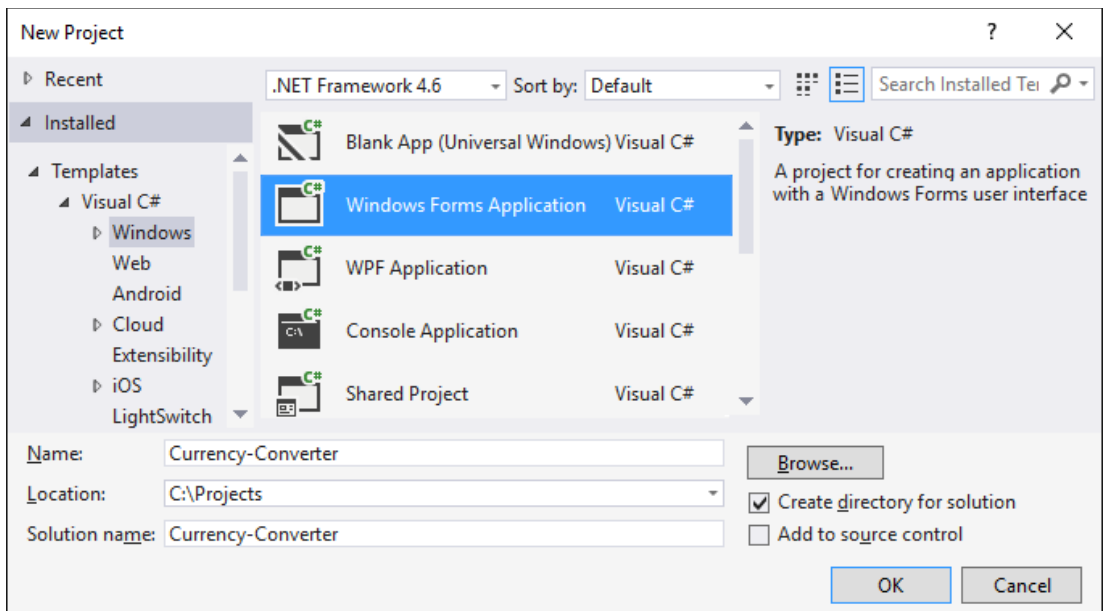 New Project
?
Recent
.NET Framework 4.6
Sort by: Default
Search Installed Te
Installed
Templates
Visual C#
Windows
Web
Android
Cloud
Extensibility
iOS
LightSwitch
C# Blank App (Universal Windows) Visual C#
C# Windows Forms Application Visual C#
C# WPF Application Visual C#
C# C:\ Console Application Visual C#
C# Shared Project Visual C#
Type: Visual C#
A project for creating an application
with a Windows Forms user interface
Name: Currency-Converter
Browse...
Location: C:\Projects
Create directory for solution
Solution name: Currency-Converter
Add to source control
OK
Cancel